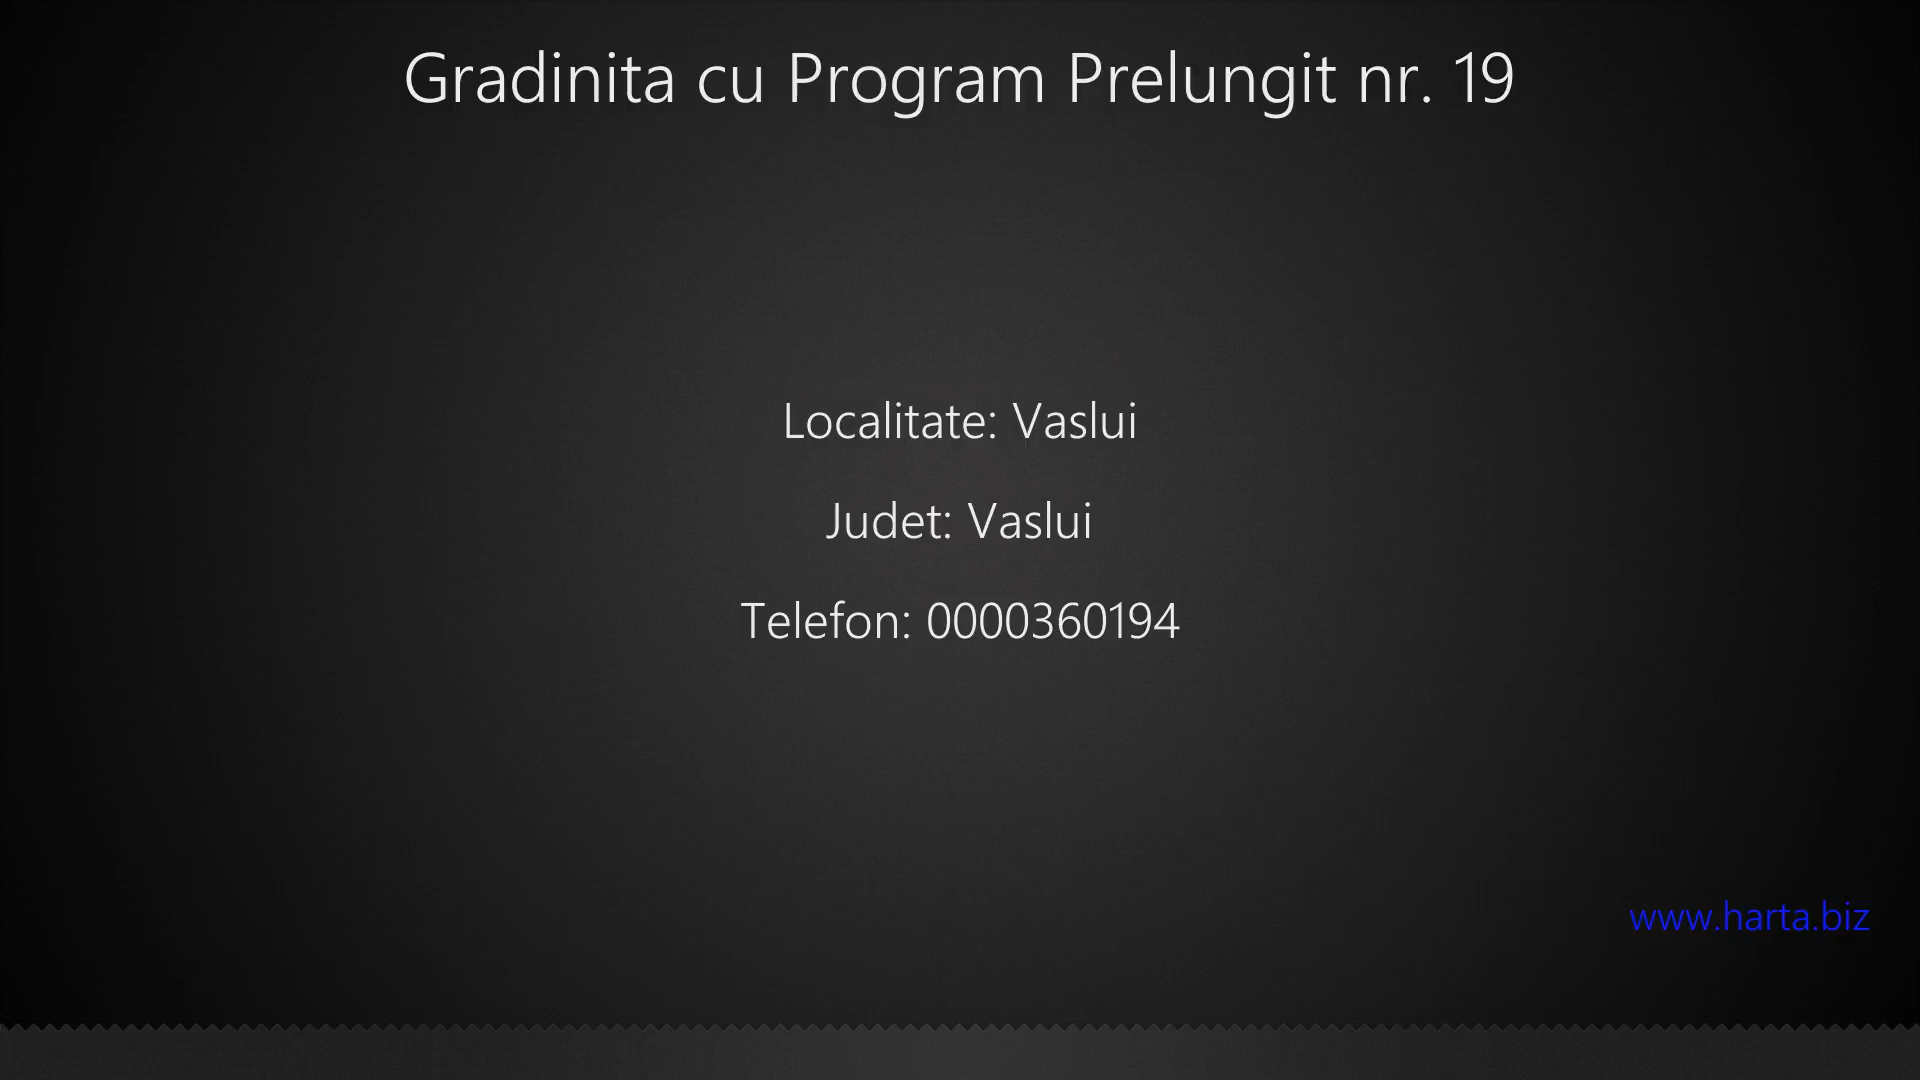 Gradinita cu Program Prelungit nr. 19
Localitate: Vaslui
Judet: Vaslui
Telefon: 0000360194
www.harta.biz